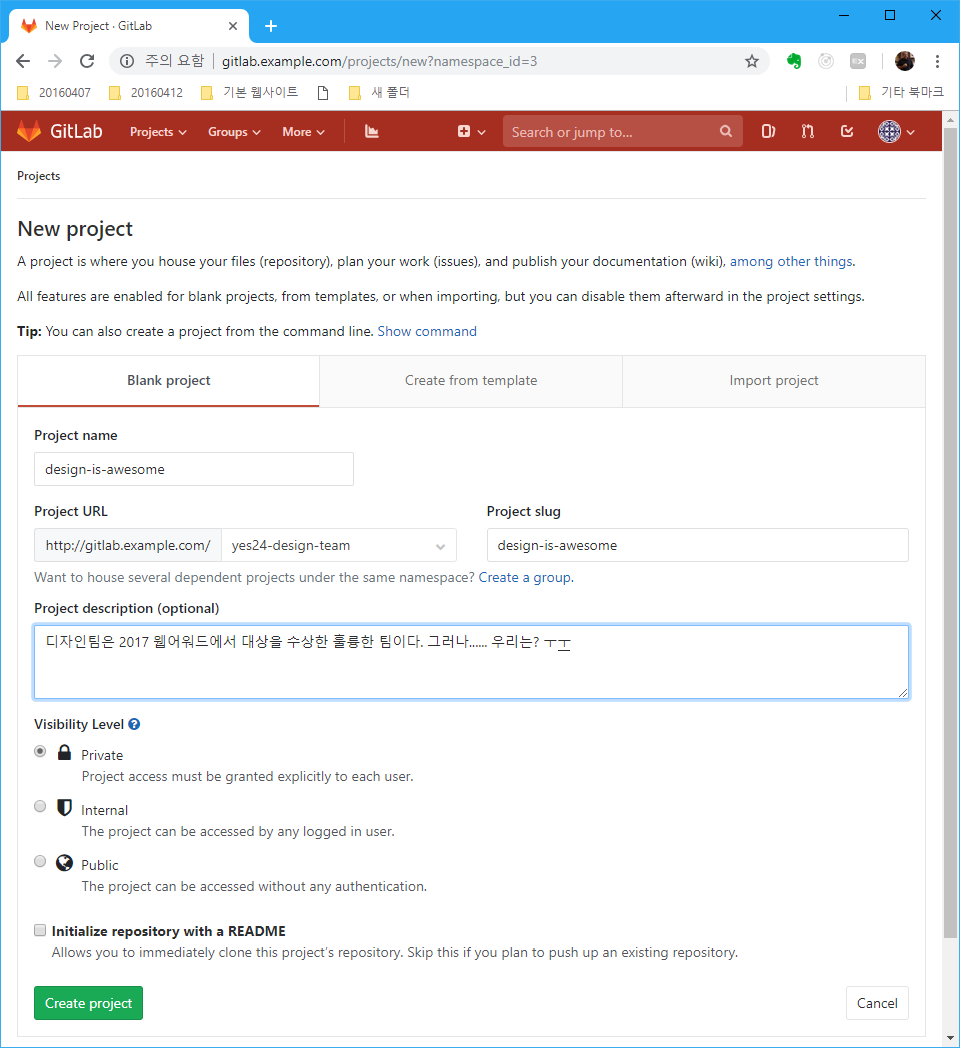 New Project · GitLab
주의 요함 | gitlab.example.com/projects/new?namespace_id=3
20160407 20160412 기본 웹사이트 새 폴더 기타 북마크
GitLab Projects Groups More Search or jump to...
Projects
New project
A project is where you house your files (repository), plan your work (issues), and publish your documentation (wiki), among other things.
All features are enabled for blank projects, from templates, or when importing, but you can disable them afterward in the project settings.
Tip: You can also create a project from the command line. Show command
Blank project Create from template Import project
Project name
design-is-awesome
Project URL Project slug
http://gitlab.example.com/ yes24-design-team design-is-awesome
Want to house several dependent projects under the same namespace? Create a group.
Project description (optional)
디자인팀은 2017 웹어워드에서 대상을 수상한 훌륭한 팀이다. 그러나...... 우리는? ㅜㅜ
Visibility Level
Private
Project access must be granted explicitly to each user.
Internal
The project can be accessed by any logged in user.
Public
The project can be accessed without any authentication.
Initialize repository with a README
Allows you to immediately clone this project’s repository. Skip this if you plan to push up an existing repository.
Create project Cancel